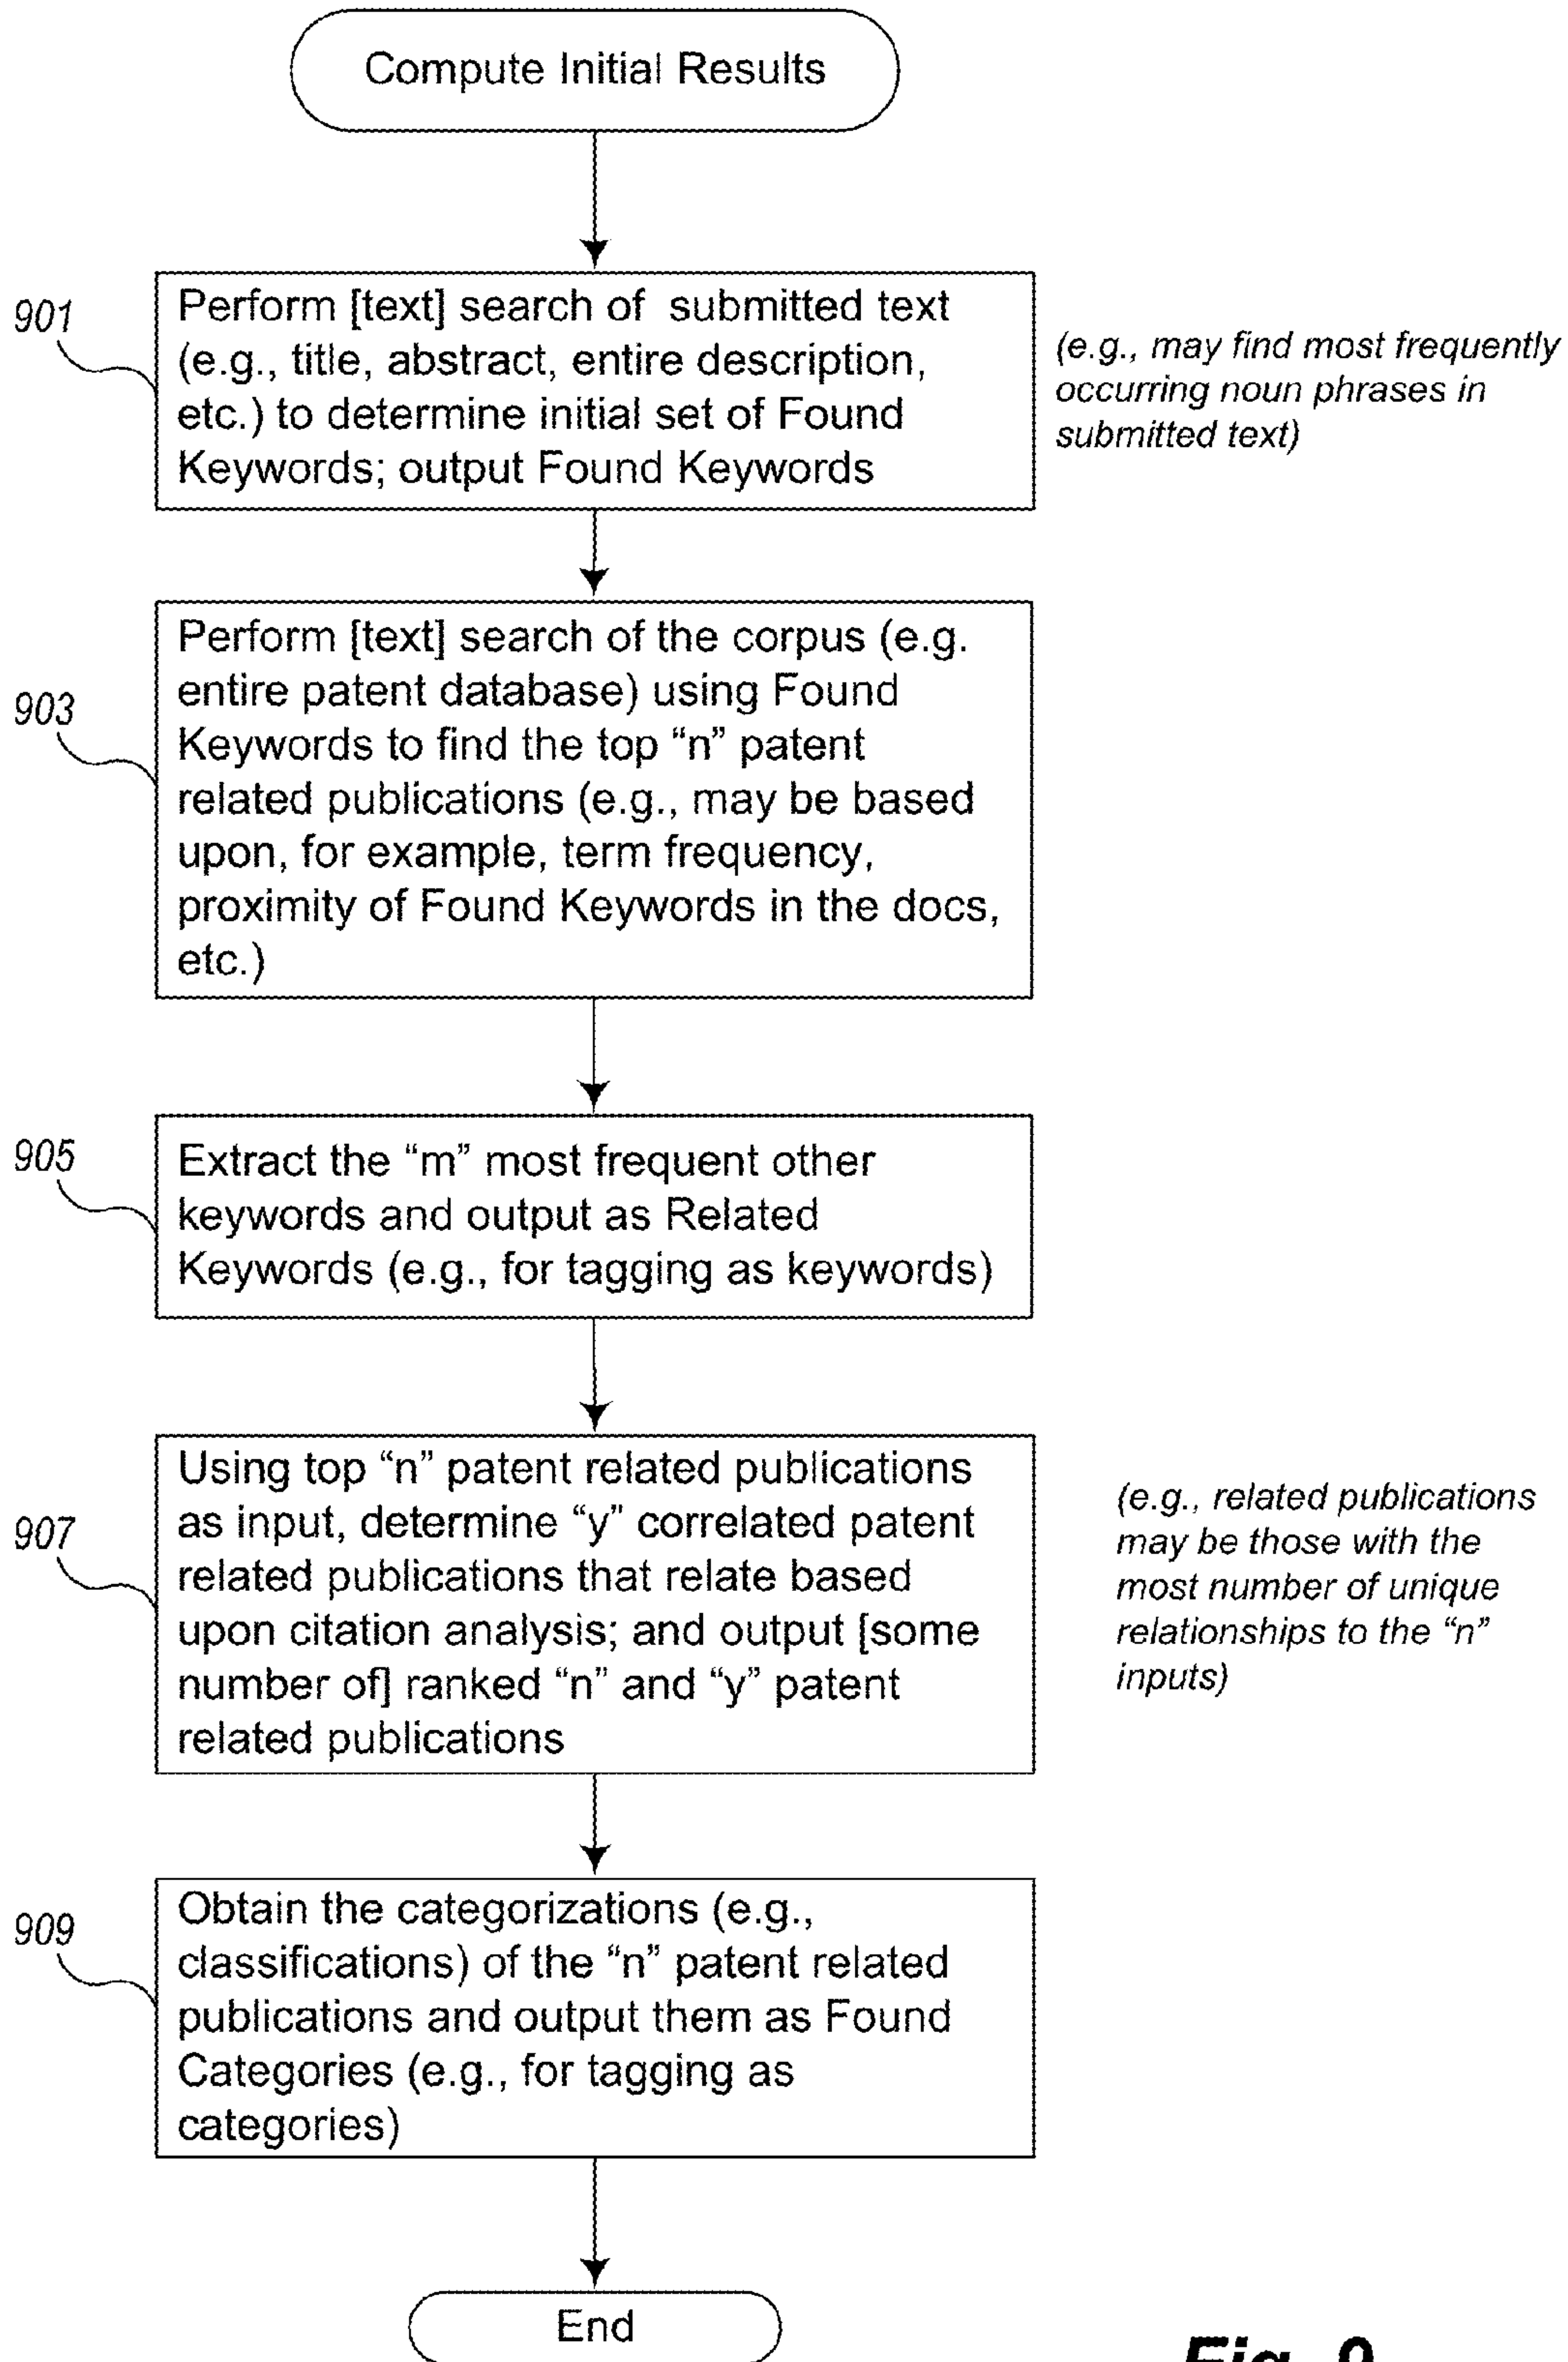 Compute Initial Results
901
Perform [text] search of submitted text
(e.g., title, abstract, entire description,
etc.) to determine initial set of Found
Keywords; output Found Keywords
(e.g., may find most frequently
occurring noun phrases in
submitted text)
903
Perform [text] search of the corpus (e.g.
entire patent database) using Found
Keywords to find the top “n” patent
related publications (e.g., may be based
upon, for example, term frequency,
proximity of Found Keywords in the docs,
etc.)
905
Extract the “m” most frequent other
keywords and output as Related
Keywords (e.g., for tagging as keywords)
907
Using top “n” patent related publications
as input, determine “y” correlated patent
related publications that relate based
upon citation analysis; and output [some
number of] ranked “n” and “y” patent
related publications
(e.g., related publications
may be those with the
most number of unique
relationships to the “n”
inputs)
909
Obtain the categorizations (e.g.,
classifications) of the “n” patent related
publications and output them as Found
Categories (e.g., for tagging as
categories)
End
Fig. 9